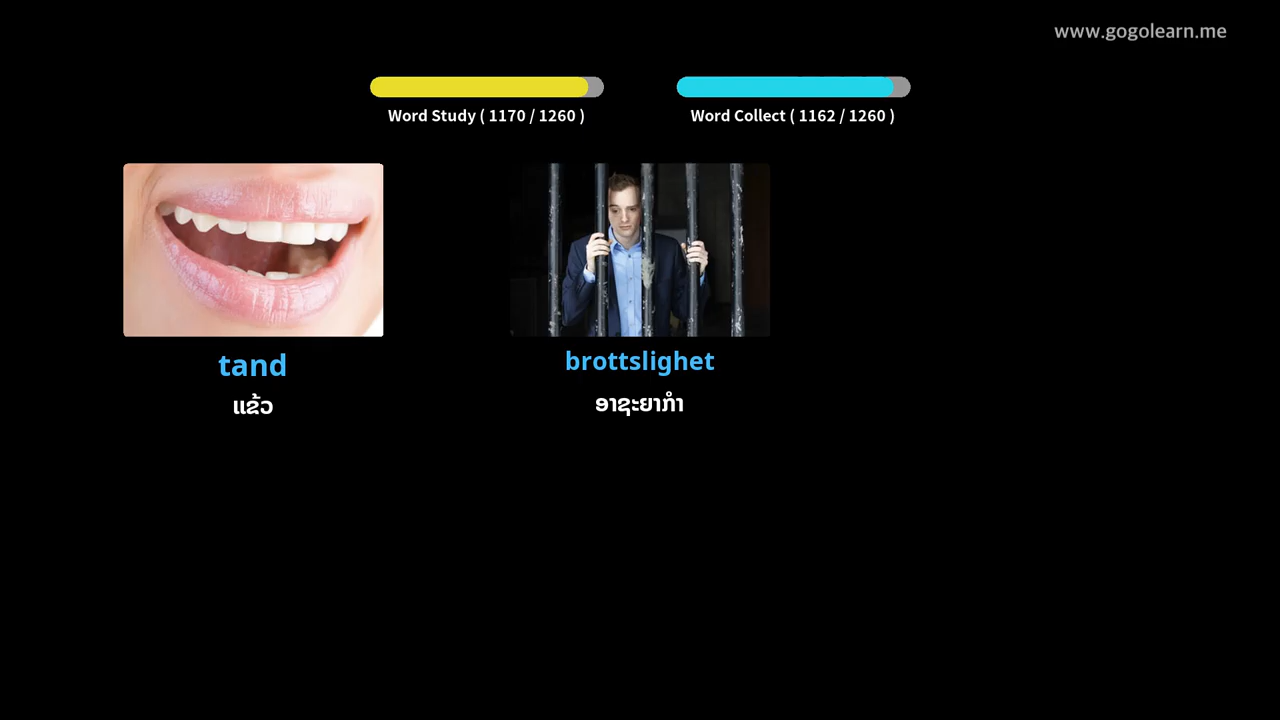 www.gogolearn.me
Word Study ( 1170 / 1260 )
Word Collect ( 1162 / 1260 )
tand
ແຂ້ວ
brottslighet
ອາຊະຍາກຳ